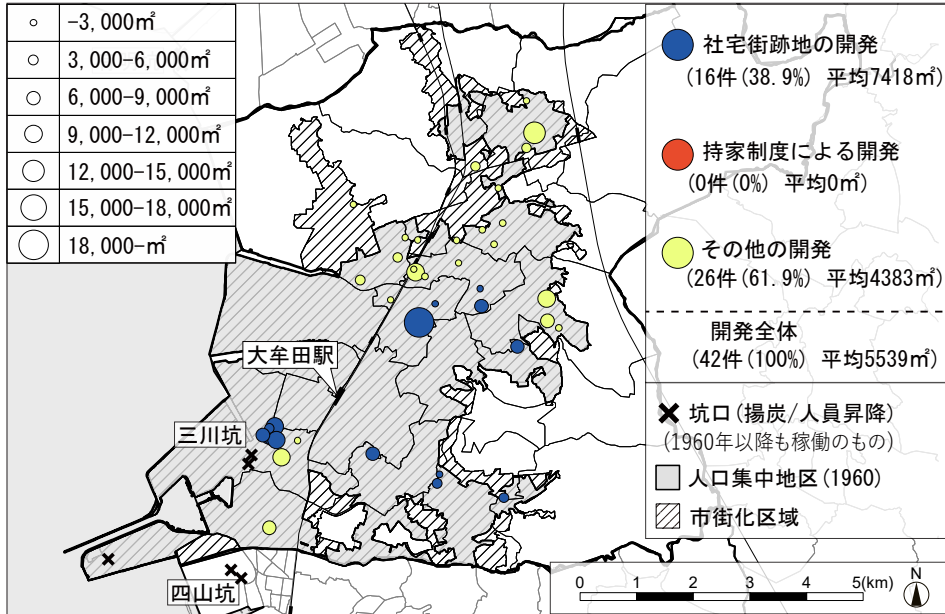 -3,000㎡
3,000-6,000㎡
6,000-9,000㎡
9,000-12,000㎡
12,000-15,000㎡
15,000-18,000㎡
18,000-㎡
社宅街跡地の開発
(16件(38.9%) 平均7418㎡)
持家制度による開発
(0件(0%) 平均0㎡)
その他の開発
(26件(61.9%) 平均4383㎡)
開発全体
(42件(100%) 平均5539㎡)
坑口(揚炭/人員昇降)
(1960年以降も稼働のもの)
人口集中地区(1960)
市街化区域
大牟田駅
三川坑
四山坑
0 1 2 3 4 5(km)
N